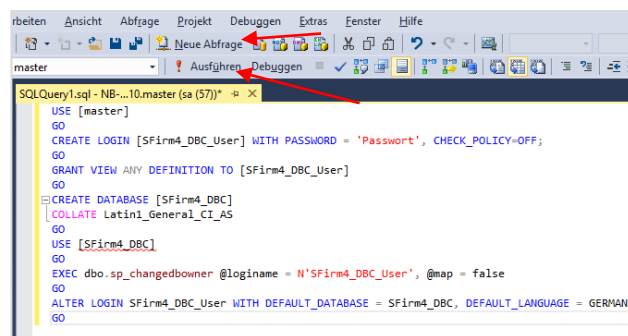 rbeiten Ansicht Abfrage Projekt Debuggen Extras Fenster Hilfe
Neue Abfrage
master Ausführen Debuggen
SQLQuery1.sql - NB-...10.master (sa (57))*
USE [master]
GO
CREATE LOGIN [SFirm4_DBC_User] WITH PASSWORD = 'Passwort', CHECK_POLICY=OFF;
GO
GRANT VIEW ANY DEFINITION TO [SFirm4_DBC_User]
GO
CREATE DATABASE [SFirm4_DBC]
COLLATE Latin1_General_CI_AS
GO
USE [SFirm4_DBC]
GO
EXEC dbo.sp_changedbowner @loginame = N'SFirm4_DBC_User', @map = false
GO
ALTER LOGIN SFirm4_DBC_User WITH DEFAULT_DATABASE = SFirm4_DBC, DEFAULT_LANGUAGE = GERMAN
GO